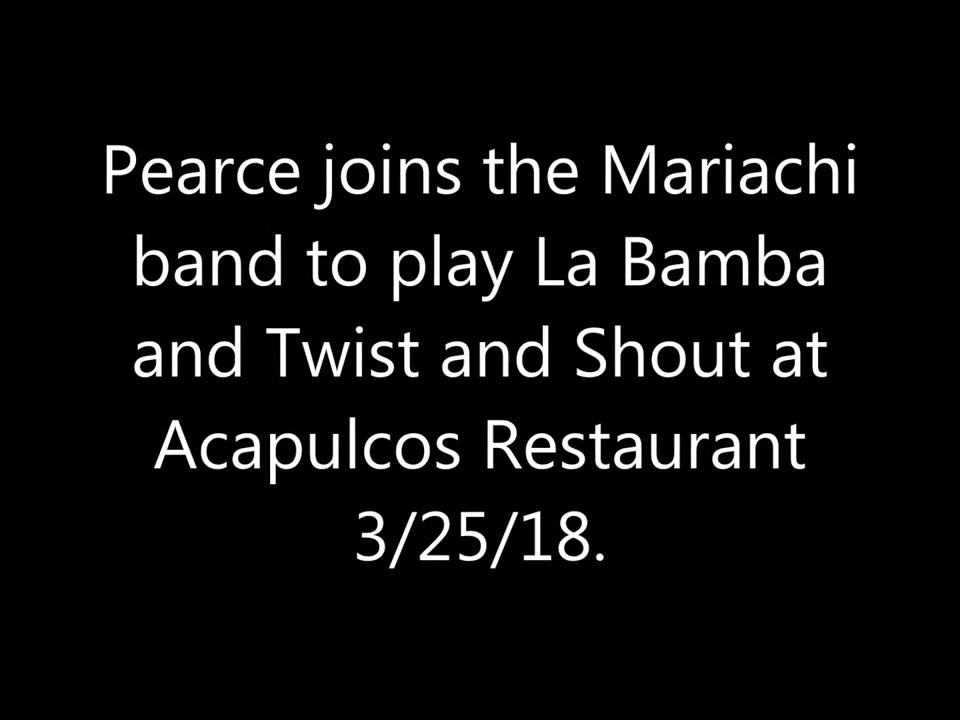 Pearce joins the Mariachi
band to play La Bamba
and Twist and Shout at
Acapulcos Restaurant
3/25/18.